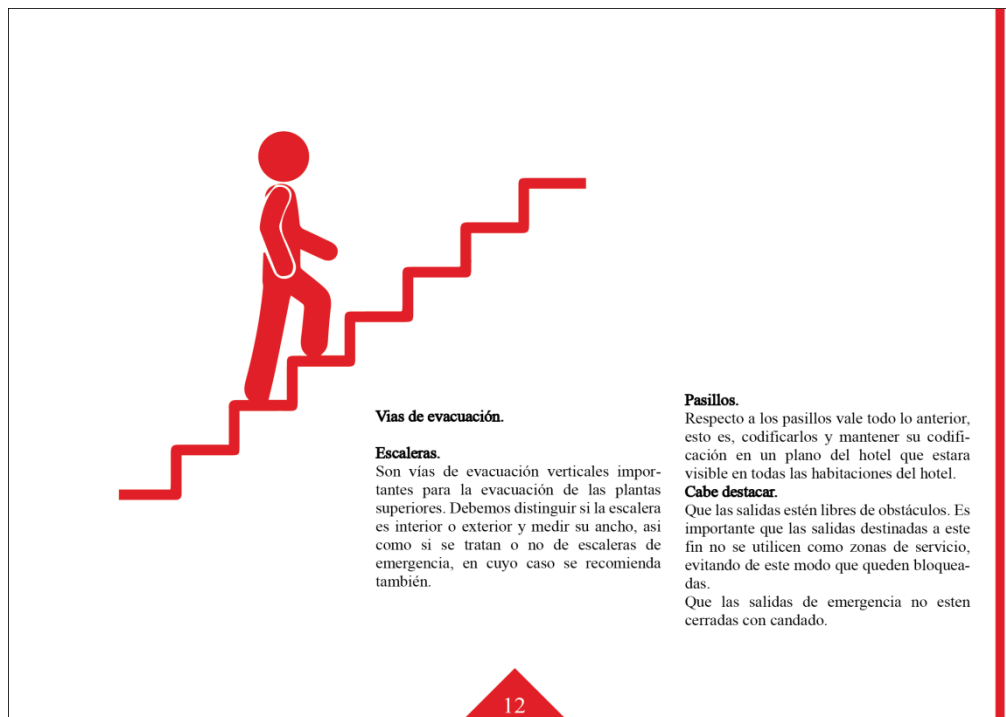 Vias de evacuación.
Escaleras.
Son vías de evacuación verticales impor-
tantes para la evacuación de las plantas
superiores. Debemos distinguir si la escalera
es interior o exterior y medir su ancho, asi
como si se tratan o no de escaleras de
emergencia, en cuyo caso se recomienda
también.
Pasillos.
Respecto a los pasillos vale todo lo anterior,
esto es, codificarlos y mantener su codifi-
cación en un plano del hotel que estara
visible en todas las habitaciones del hotel.
Cabe destacar.
Que las salidas estén libres de obstáculos. Es
importante que las salidas destinadas a este
fin no se utilicen como zonas de servicio,
evitando de este modo que queden bloquea-
das.
Que las salidas de emergencia no esten
cerradas con candado.
12